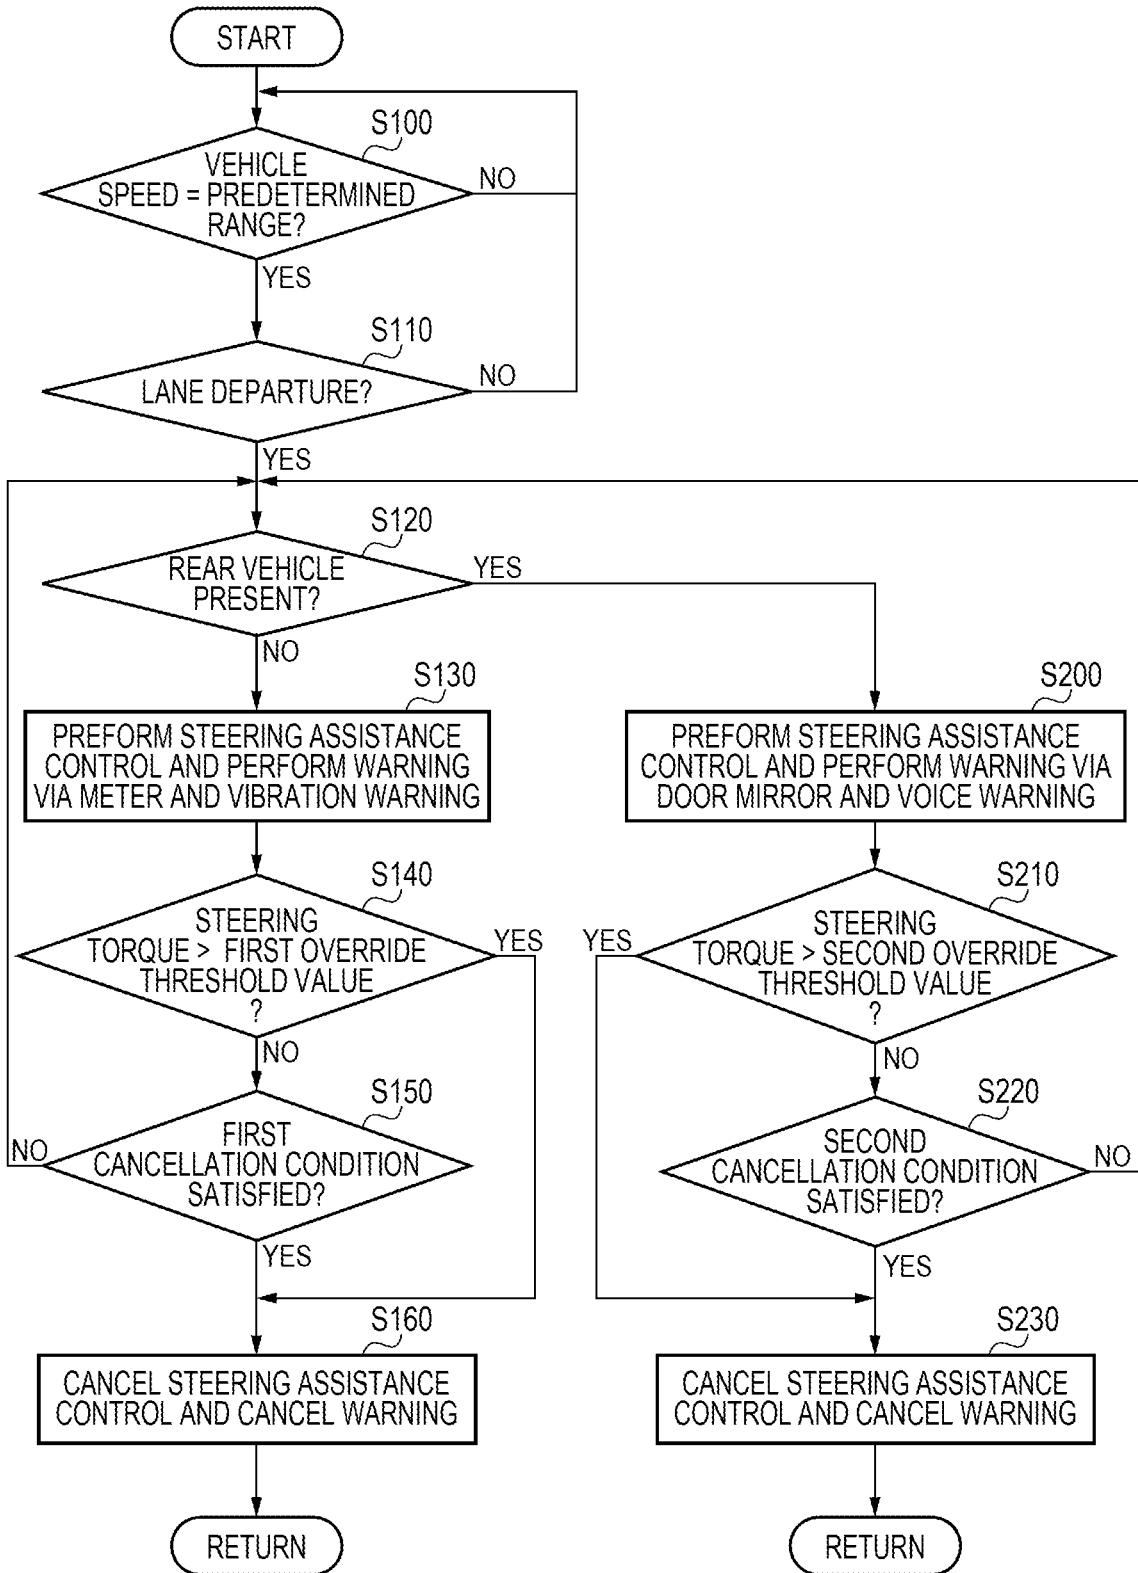 START
S100
VEHICLE
SPEED = PREDETERMINED
RANGE?
NO
YES
S110
LANE DEPARTURE?
NO
YES
S120
REAR VEHICLE
PRESENT?
YES
NO
S130
PREFORM STEERING ASSISTANCE
CONTROL AND PERFORM WARNING
VIA METER AND VIBRATION WARNING
S140
STEERING
TORQUE > FIRST OVERRIDE
THRESHOLD VALUE
?
YES
NO
S150
FIRST
CANCELLATION CONDITION
SATISFIED?
NO
YES
S160
CANCEL STEERING ASSISTANCE
CONTROL AND CANCEL WARNING
RETURN
S200
PREFORM STEERING ASSISTANCE
CONTROL AND PERFORM WARNING VIA
DOOR MIRROR AND VOICE WARNING
S210
STEERING
TORQUE > SECOND OVERRIDE
THRESHOLD VALUE
?
YES
NO
S220
SECOND
CANCELLATION CONDITION
SATISFIED?
NO
YES
S230
CANCEL STEERING ASSISTANCE
CONTROL AND CANCEL WARNING
RETURN